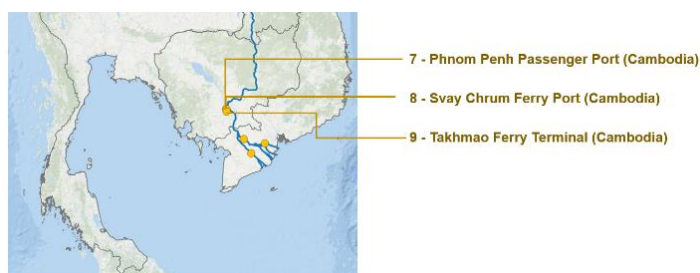 7 - Phnom Penh Passenger Port (Cambodia)
8 - Svay Chrum Ferry Port (Cambodia)
9 - Takhmao Ferry Terminal (Cambodia)